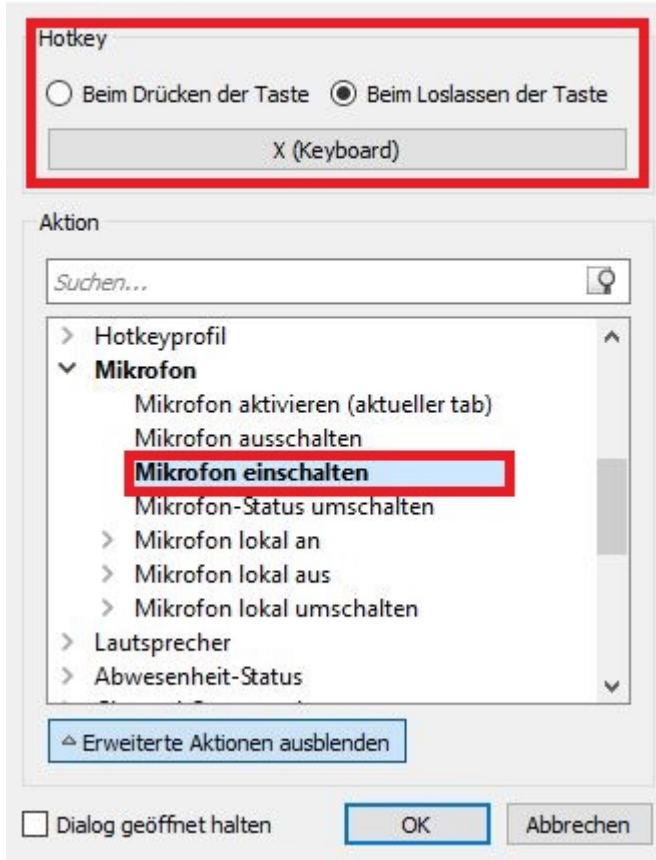 Hotkey
Beim Drücken der Taste Beim Loslassen der Taste
X (Keyboard)
Aktion
Suchen...
Hotkeyprofil
Mikrofon
Mikrofon aktivieren (aktueller tab)
Mikrofon ausschalten
Mikrofon einschalten
Mikrofon-Status umschalten
Mikrofon lokal an
Mikrofon lokal aus
Mikrofon lokal umschalten
Lautsprecher
Abwesenheit-Status
Erweiterte Aktionen ausblenden
Dialog geöffnet halten OK Abbrechen